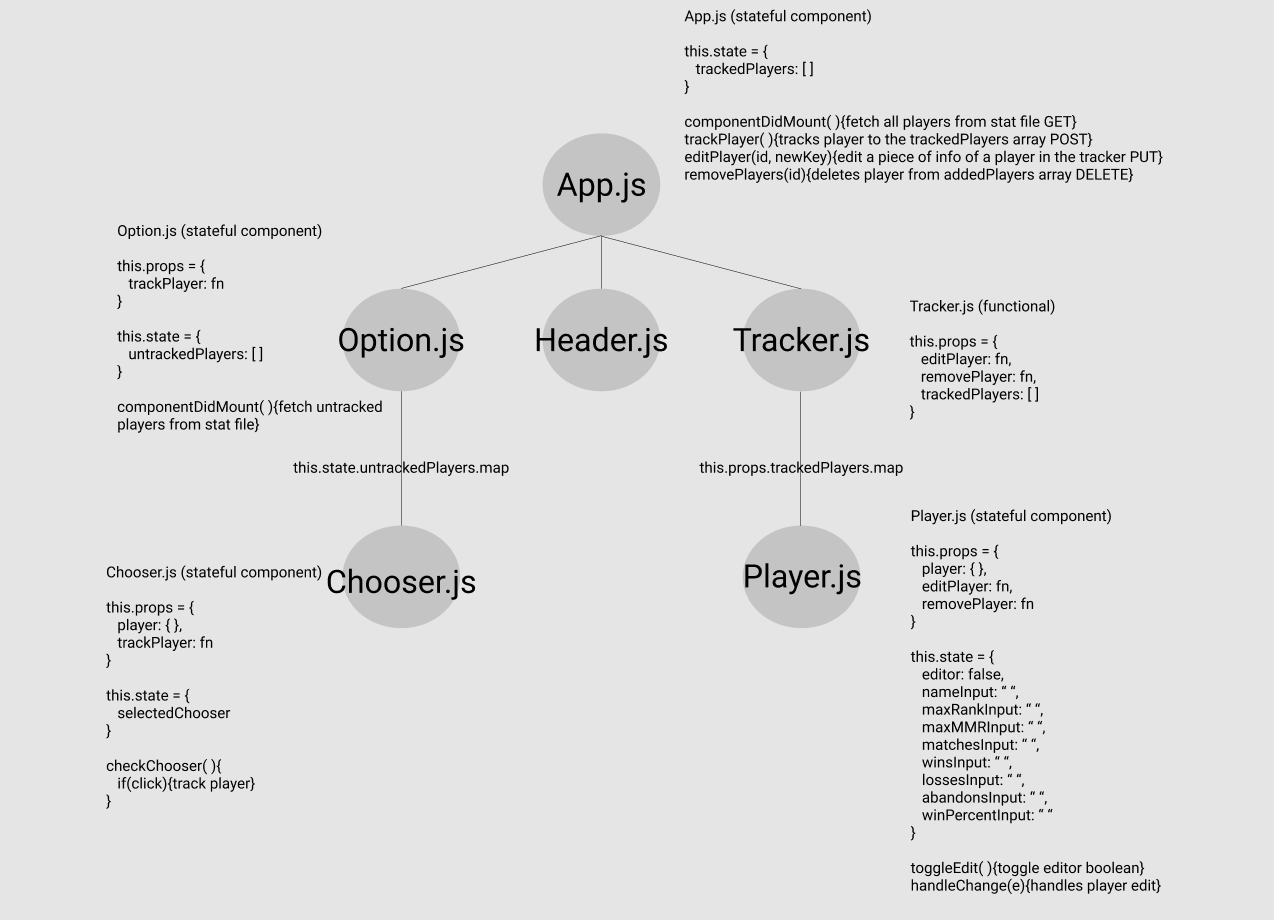 App.js (stateful component)
this.state = {
trackedPlayers: [ ]
}
componentDidMount( ){fetch all players from stat file GET}
trackPlayer( ){tracks player to the trackedPlayers array POST}
editPlayer(id, newKey){edit a piece of info of a player in the tracker PUT}
removePlayers(id){deletes player from addedPlayers array DELETE}
App.js
Option.js (stateful component)
this.props = {
trackPlayer: fn
}
this.state = {
untrackedPlayers: [ ]
}
componentDidMount( ){fetch untracked
players from stat file}
Option.js
Header.js
Tracker.js
Tracker.js (functional)
this.props = {
editPlayer: fn,
removePlayer: fn,
trackedPlayers: [ ]
}
this.state.untrackedPlayers.map
this.props.trackedPlayers.map
Chooser.js (stateful component)
this.props = {
player: { },
trackPlayer: fn
}
this.state = {
selectedChooser
}
checkChooser( ){
if(click){track player}
}
Chooser.js
Player.js
Player.js (stateful component)
this.props = {
player: { },
editPlayer: fn,
removePlayer: fn
}
this.state = {
editor: false,
nameInput: “ “,
maxRankInput: “ “,
maxMMRInput: “ “,
matchesInput: “ “,
winsInput: “ “,
lossesInput: “ “,
abandonsInput: “ “,
winPercentInput: “ “
}
toggleEdit( ){toggle editor boolean}
handleChange(e){handles player edit}